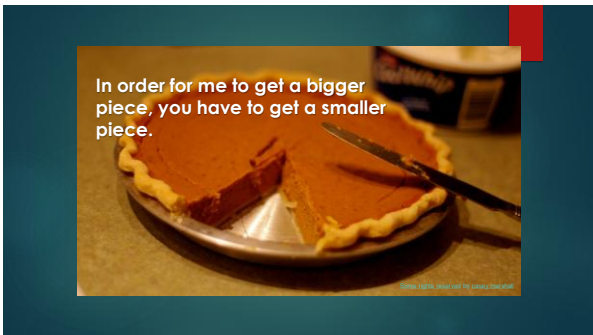 In order for me to get a bigger
piece, you have to get a smaller
piece.